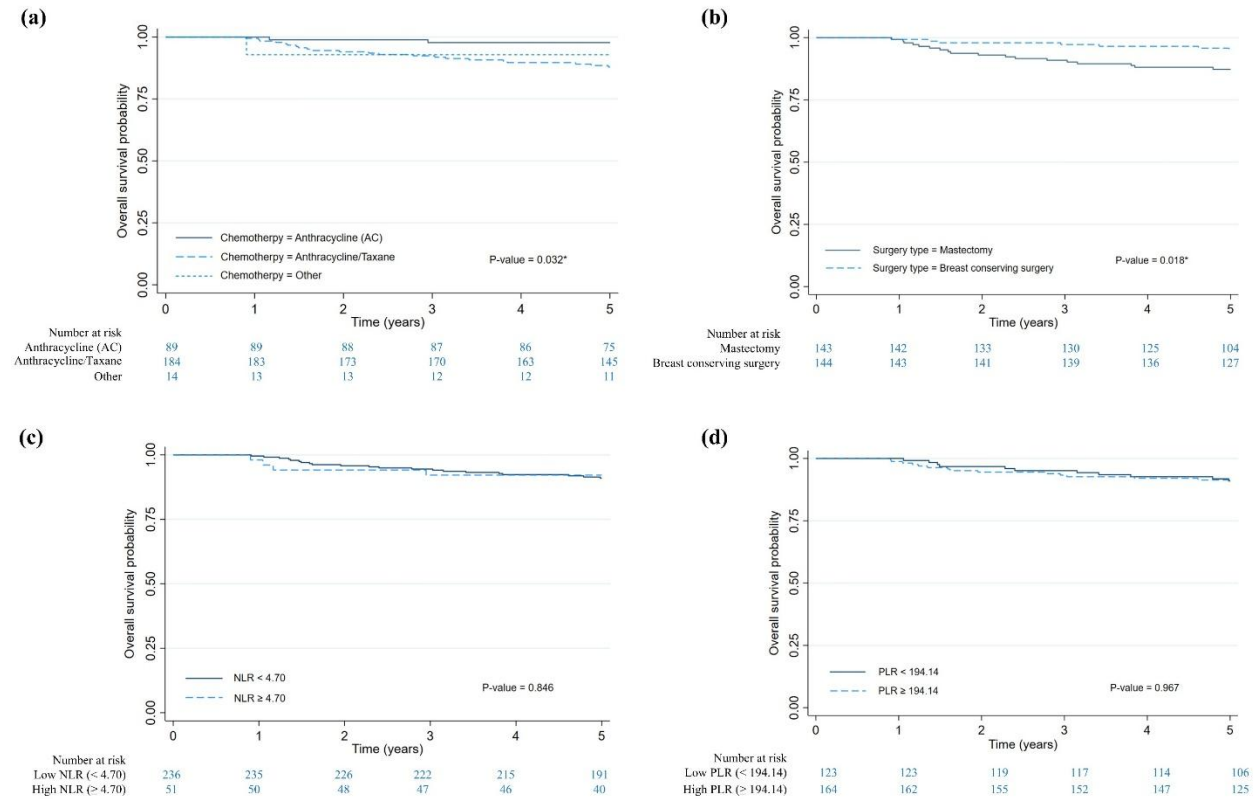 (a)
Overall survival probability
1.00
0.75
0.50
0.25
0.00
Chemotherpy = Anthracycline (AC)
Chemotherpy = Anthracycline/Taxane
Chemotherpy = Other
P-value = 0.032*
0 1 2 3 4 5
Time (years)
Number at risk
Anthracycline (AC) 89 89 88 87 86 75
Anthracycline/Taxane 184 183 173 170 163 145
Other 14 13 13 12 12 11
(b)
Overall survival probability
1.00
0.75
0.50
0.25
0.00
Surgery type = Mastectomy
Surgery type = Breast conserving surgery
P-value = 0.018*
0 1 2 3 4 5
Time (years)
Number at risk
Mastectomy 143 142 133 130 125 104
Breast conserving surgery 144 143 141 139 136 127
(c)
Overall survival probability
1.00
0.75
0.50
0.25
0.00
NLR < 4.70
NLR ≥ 4.70
P-value = 0.846
0 1 2 3 4 5
Time (years)
Number at risk
Low NLR (< 4.70) 236 235 226 222 215 191
High NLR (≥ 4.70) 51 50 48 47 46 40
(d)
Overall survival probability
1.00
0.75
0.50
0.25
0.00
PLR < 194.14
PLR ≥ 194.14
P-value = 0.967
0 1 2 3 4 5
Time (years)
Number at risk
Low PLR (< 194.14) 123 123 119 117 114 106
High PLR (≥ 194.14) 164 162 155 152 147 125